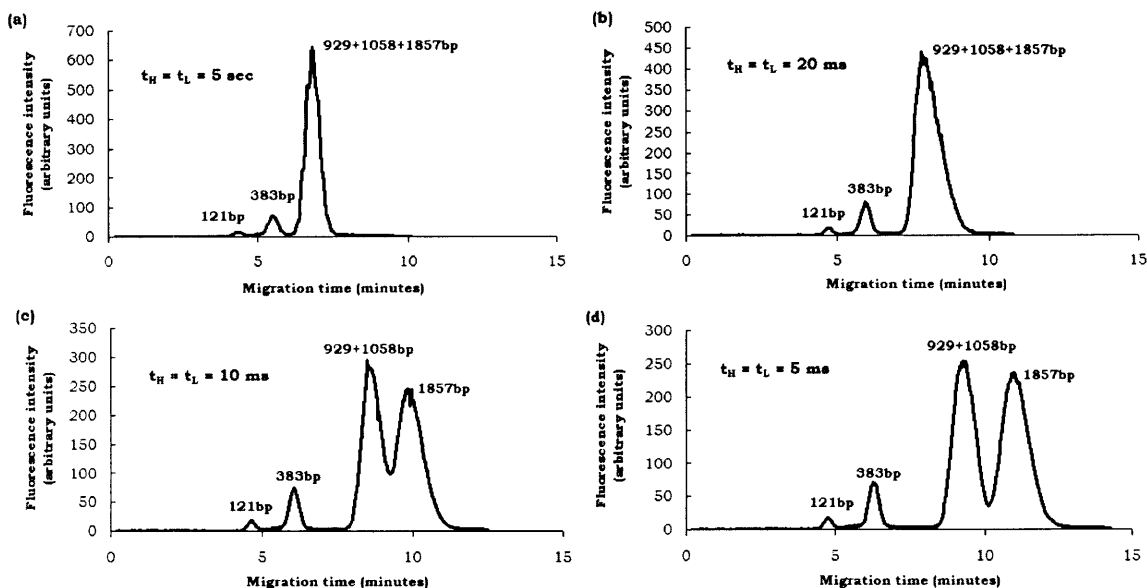 (a)
700
600
500
400
300
200
100
0
0
5
10
15
Fluorescence intensity
(arbitrary units)
Migration time (minutes)
t_H = t_L = 5 sec
121bp
383bp
929+1058+1857bp
(b)
500
450
400
350
300
250
200
150
100
50
0
0
5
10
15
Fluorescence intensity
(arbitrary units)
Migration time (minutes)
t_H = t_L = 20 ms
121bp
383bp
929+1058+1857bp
(c)
350
300
250
200
150
100
50
0
0
5
10
15
Fluorescence intensity
(arbitrary units)
Migration time (minutes)
t_H = t_L = 10 ms
121bp
383bp
929+1058bp
1857bp
(d)
300
250
200
150
100
50
0
0
5
10
15
Fluorescence intensity
(arbitrary units)
Migration time (minutes)
t_H = t_L = 5 ms
121bp
383bp
929+1058bp
1857bp